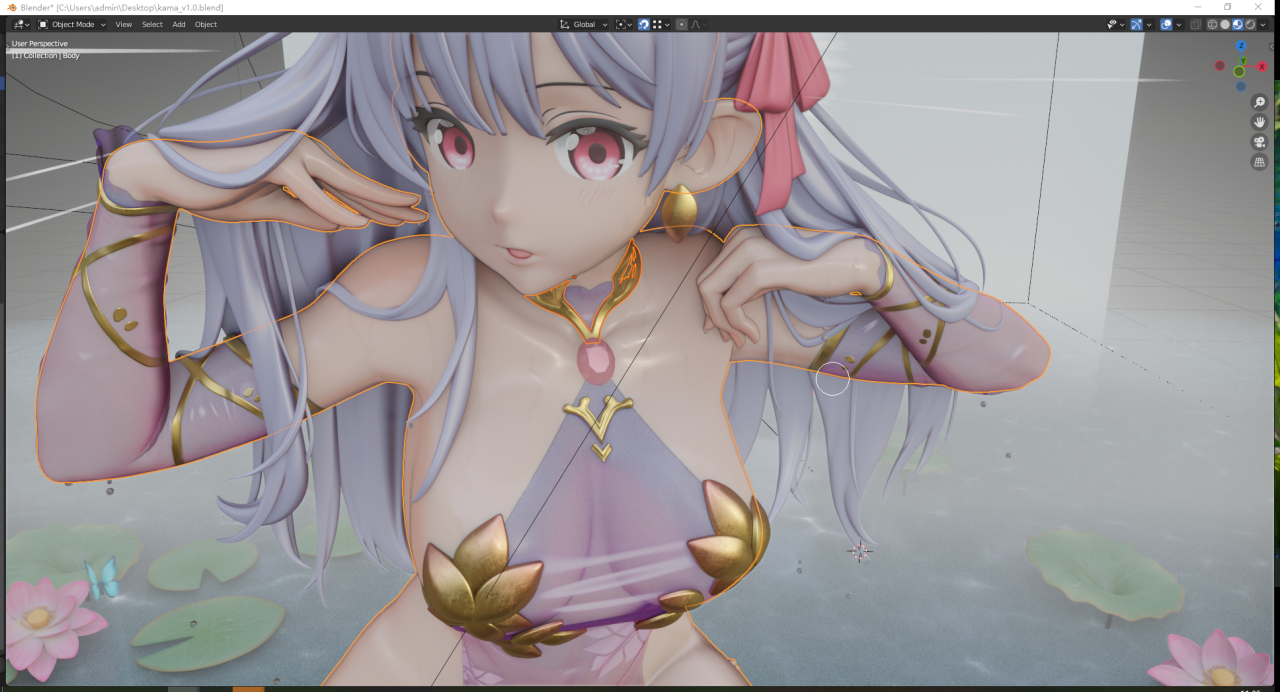 Blender* [C:\Users\admin\Desktop\kama_v1.0.blend]
Object Mode View Select Add Object Global
User Perspective
(1) Collection | Body
Z
Y
X